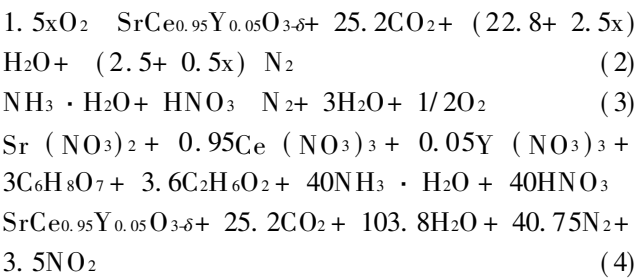 1. 5xO₂ SrCe₀.₉₅Y₀.₀₅O₃-δ+ 25.2CO₂+ (22.8+ 2.5x)
H₂O+ (2.5+ 0.5x) N₂ (2)
NH₃ · H₂O+ HNO₃ N₂+ 3H₂O+ 1/2O₂ (3)
Sr (NO₃)₂ + 0.95Ce (NO₃)₃ + 0.05Y (NO₃)₃ +
3C₆H₈O₇ + 3.6C₂H₆O₂ + 40NH₃ · H₂O + 40HNO₃
SrCe₀.₉₅Y₀.₀₅O₃-δ+ 25.2CO₂ + 103.8H₂O + 40.75N₂ +
3.5NO₂ (4)